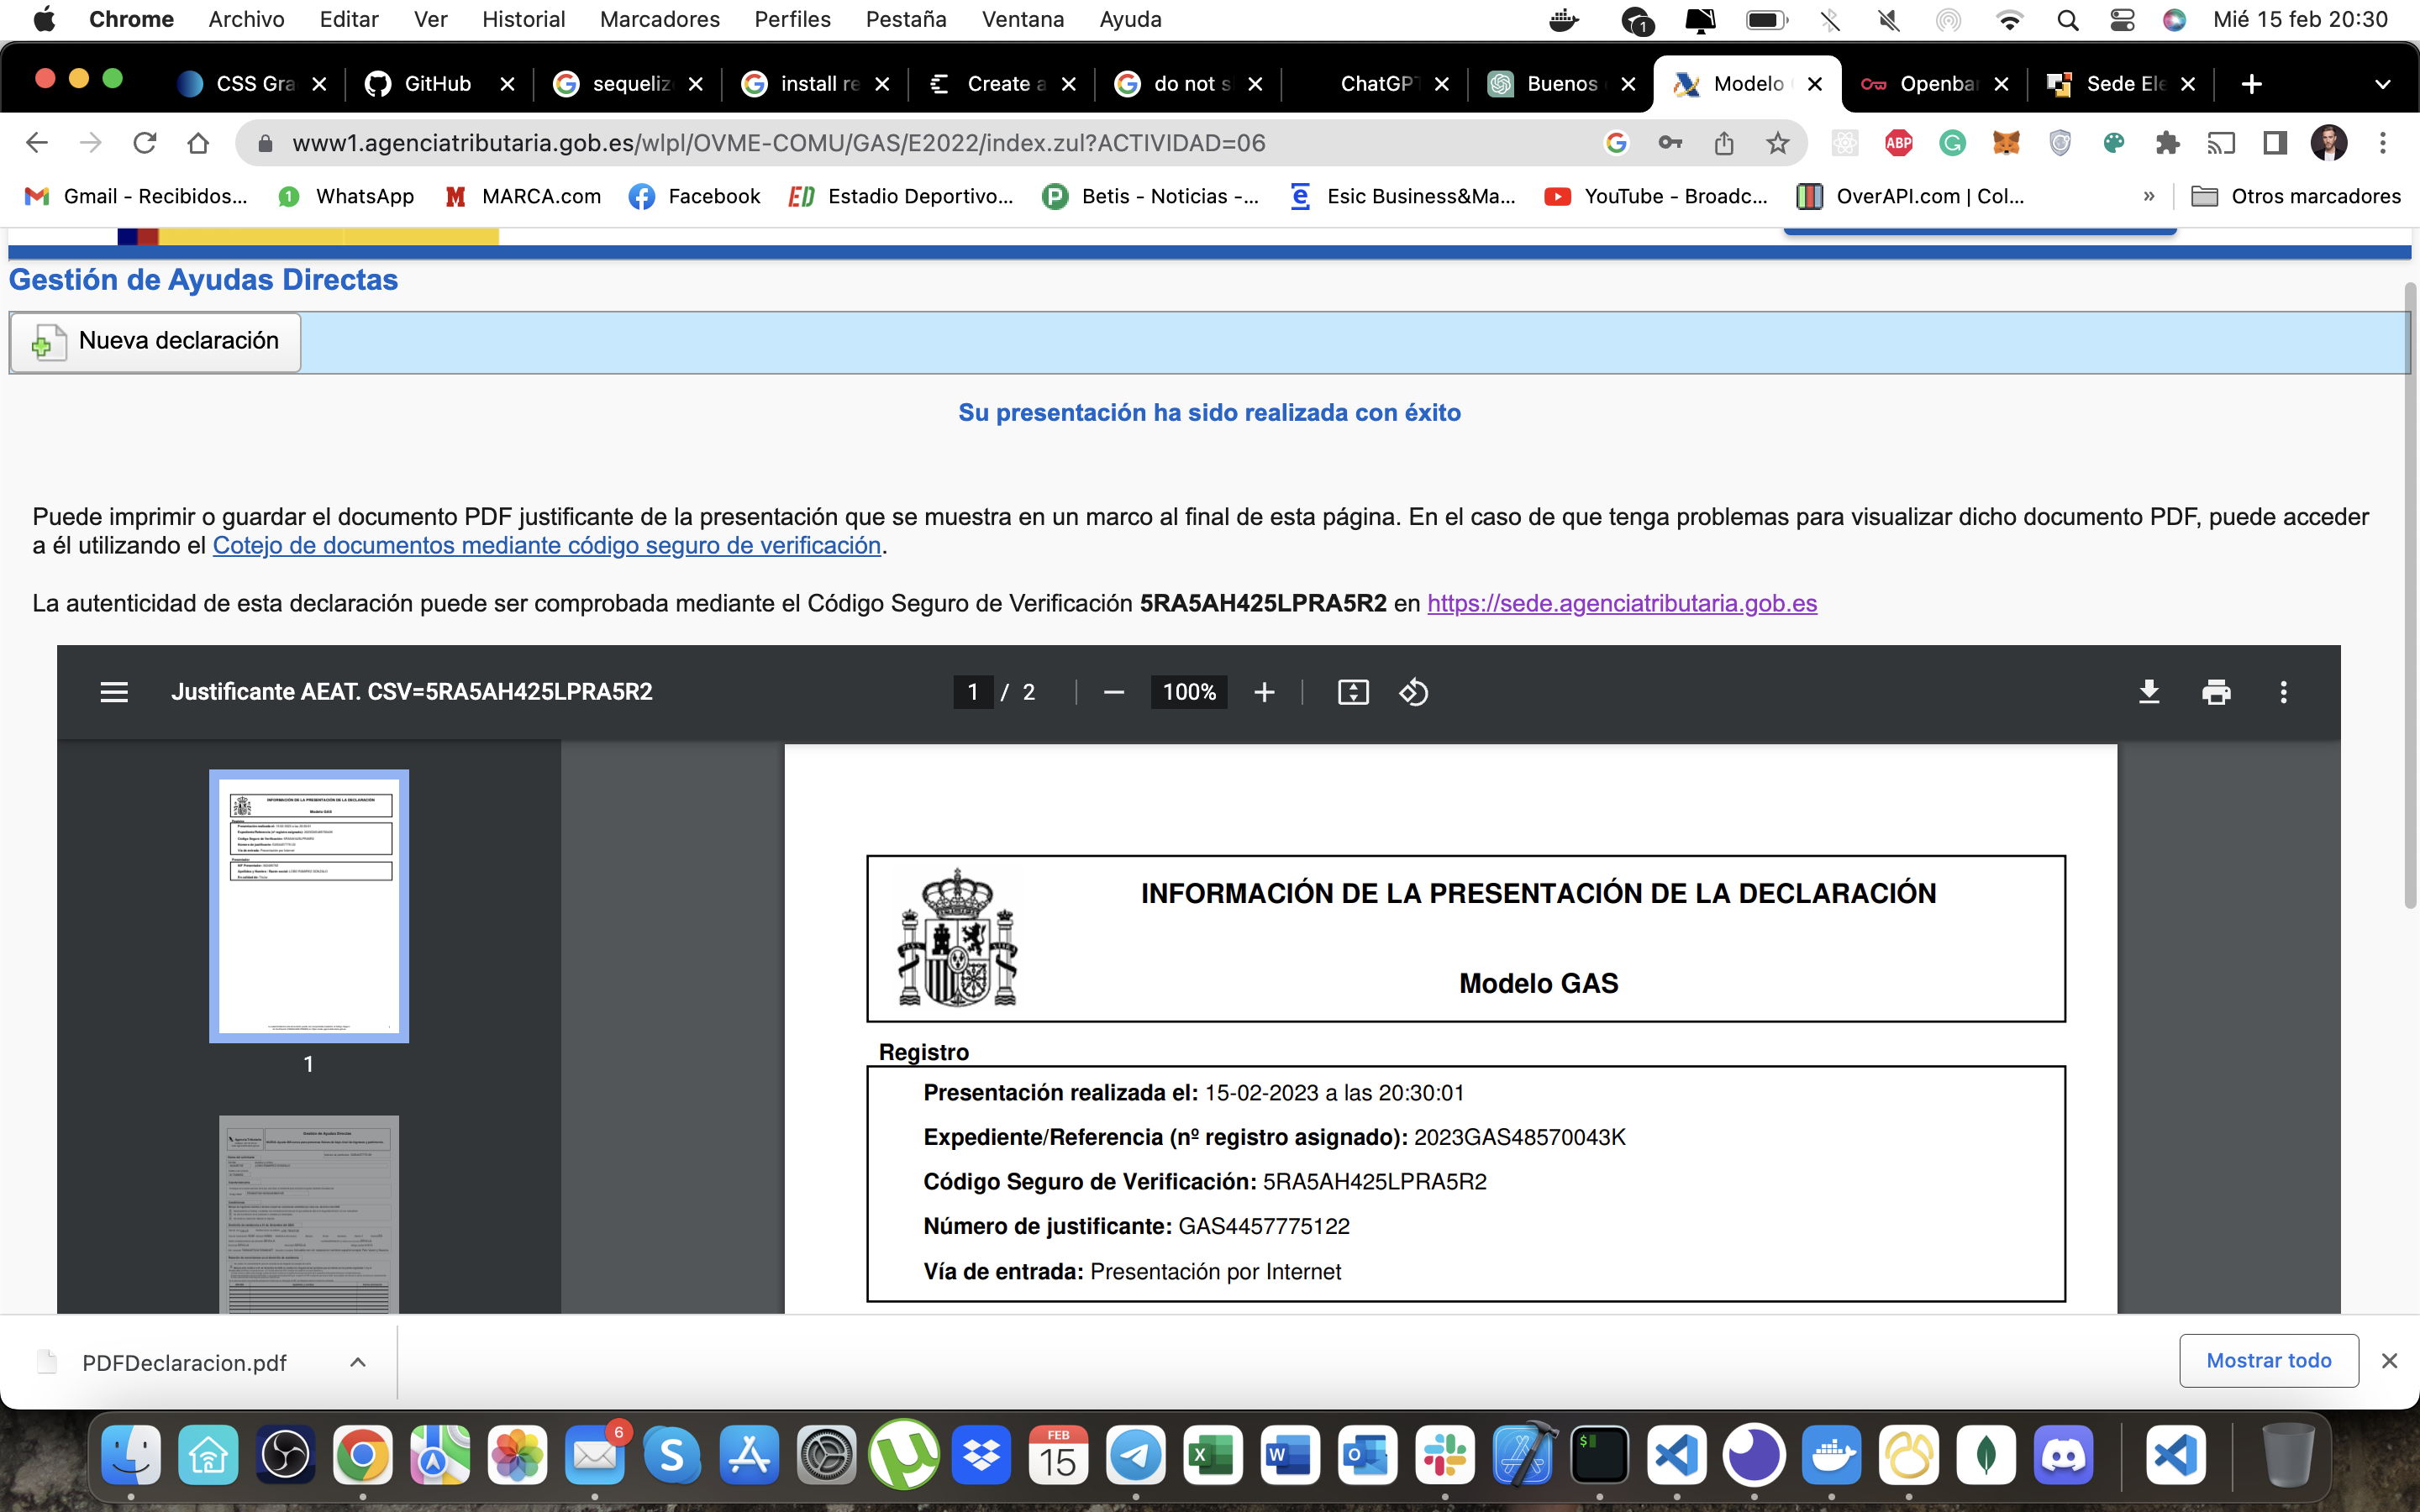 Chrome Archivo Editar Ver Historial Marcadores Perfiles Pestaña Ventana Ayuda 1 Mié 15 feb 20:30
CSS Gra GitHub sequeliz install re Create a do not s ChatGPT Buenos Modelo Openba Sede Ele
www1.agenciatributaria.gob.es/wlpl/OVME-COMU/GAS/E2022/index.zul?ACTIVIDAD=06 ABP
Gmail - Recibidos... WhatsApp MARCA.com Facebook Estadio Deportivo... Betis - Noticias -... Esic Business&Ma... YouTube - Broadc... OverAPI.com | Col... » Otros marcadores
Gestión de Ayudas Directas
Nueva declaración
Su presentación ha sido realizada con éxito
Puede imprimir o guardar el documento PDF justificante de la presentación que se muestra en un marco al final de esta página. En el caso de que tenga problemas para visualizar dicho documento PDF, puede acceder
a él utilizando el Cotejo de documentos mediante código seguro de verificación.
La autenticidad de esta declaración puede ser comprobada mediante el Código Seguro de Verificación 5RA5AH425LPRA5R2 en https://sede.agenciatributaria.gob.es
Justificante AEAT. CSV=5RA5AH425LPRA5R2 1 / 2 100%
INFORMACIÓN DE LA PRESENTACIÓN DE LA DECLARACIÓN
Modelo GAS
1
Registro
Presentación realizada el: 15-02-2023 a las 20:30:01
Expediente/Referencia (nº registro asignado): 2023GAS48570043K
Código Seguro de Verificación: 5RA5AH425LPRA5R2
Número de justificante: GAS4457775122
Vía de entrada: Presentación por Internet
PDFDeclaracion.pdf
Mostrar todo
6
FEB
15